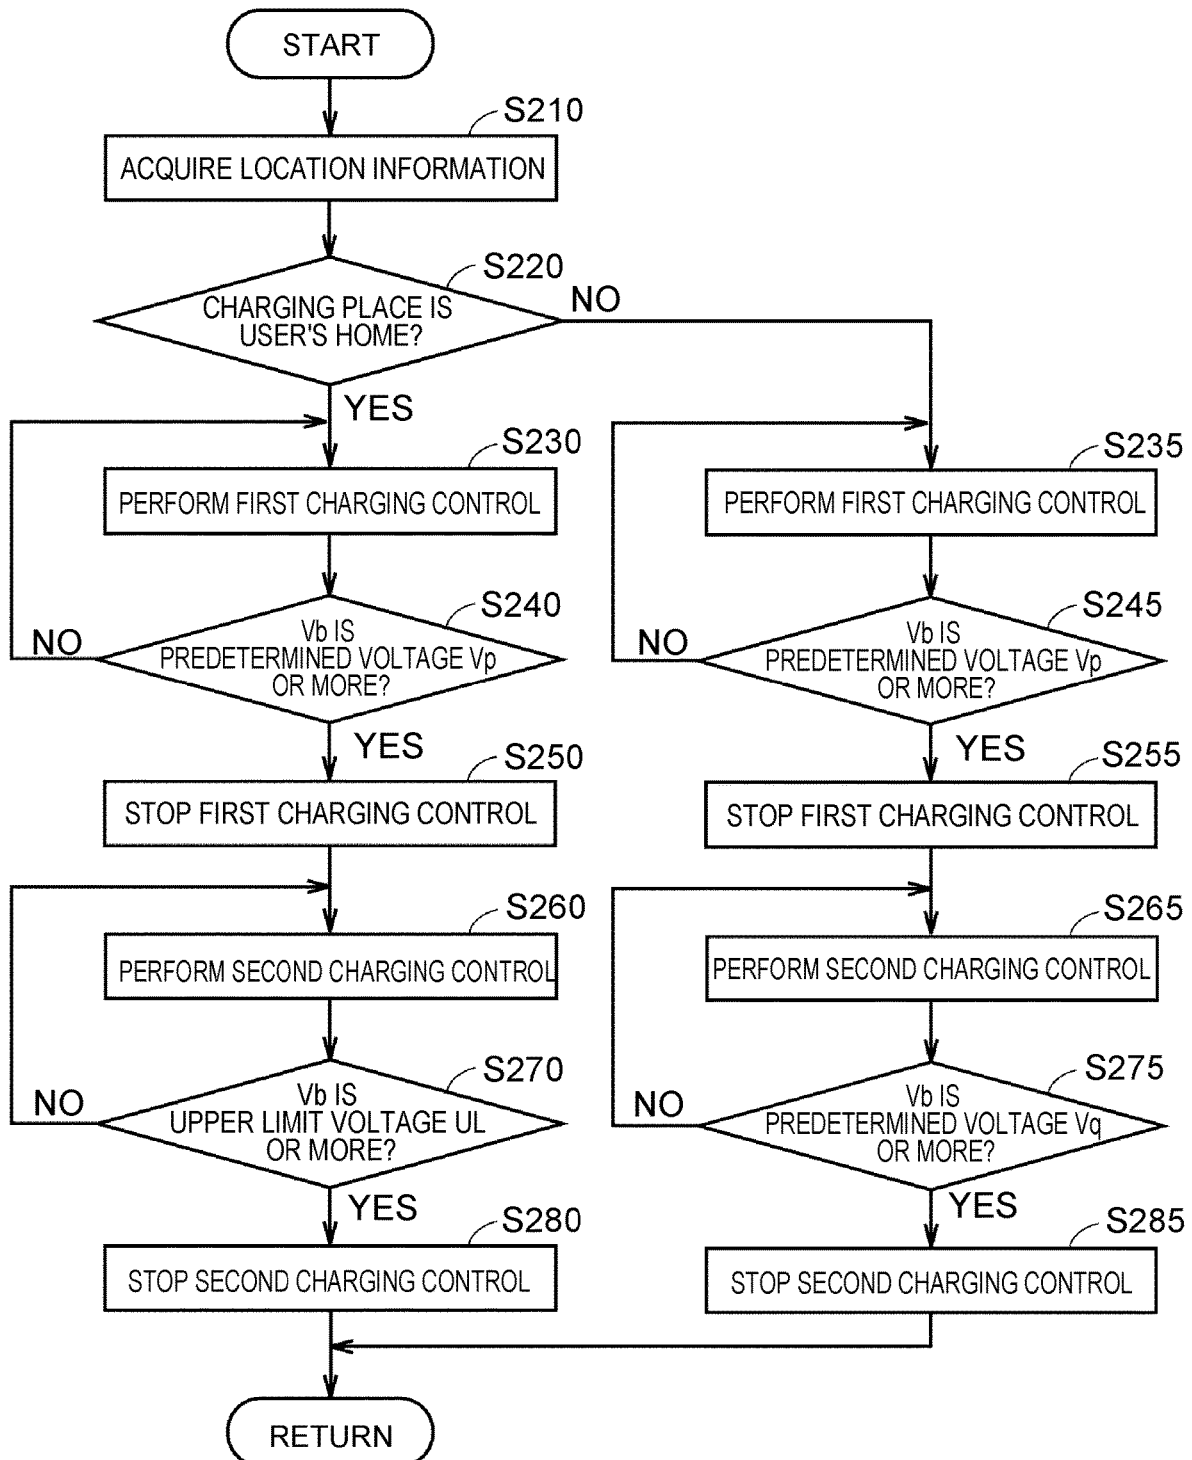 START
S210
ACQUIRE LOCATION INFORMATION
S220
CHARGING PLACE IS
USER'S HOME?
NO
YES
S230
PERFORM FIRST CHARGING CONTROL
S235
PERFORM FIRST CHARGING CONTROL
S240
Vb IS
PREDETERMINED VOLTAGE Vp
OR MORE?
NO
YES
S245
Vb IS
PREDETERMINED VOLTAGE Vp
OR MORE?
NO
YES
S250
STOP FIRST CHARGING CONTROL
S255
STOP FIRST CHARGING CONTROL
S260
PERFORM SECOND CHARGING CONTROL
S265
PERFORM SECOND CHARGING CONTROL
S270
Vb IS
UPPER LIMIT VOLTAGE UL
OR MORE?
NO
YES
S275
Vb IS
PREDETERMINED VOLTAGE Vq
OR MORE?
NO
YES
S280
STOP SECOND CHARGING CONTROL
S285
STOP SECOND CHARGING CONTROL
RETURN